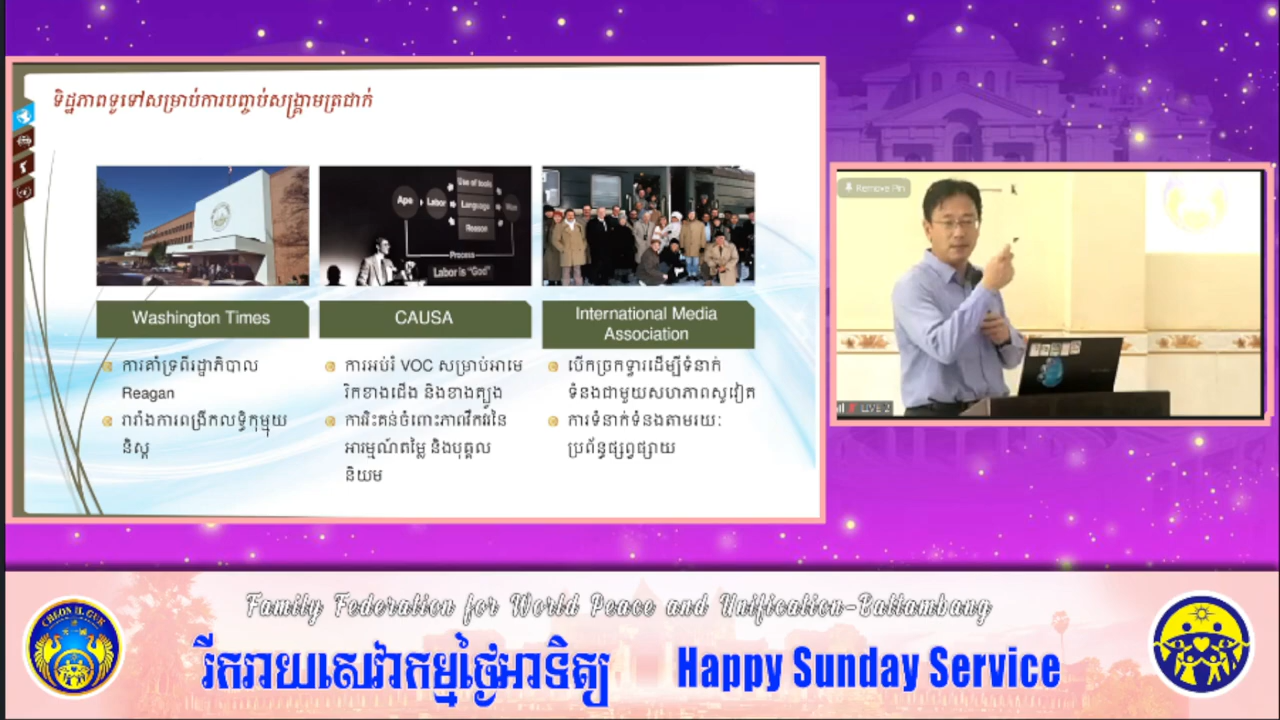 ទិដ្ឋភាពទូទៅសម្រាប់ការបញ្ចប់សង្គ្រាមត្រជាក់
Use of tools
Ape
Labor
Language
Man
Reason
Process
Labor is "God"
Washington Times
ការគាំទ្រពីរដ្ឋាភិបាល
Reagan
រារាំងការពង្រីកលទ្ធិកុម្មុយ
និស្ត
CAUSA
ការអប់រំ VOC សម្រាប់អាមេ
រិកខាងជើង និងខាងត្បូង
ការរិះគន់ចំពោះភាពវឹកវរនៃ
អារម្មណ៍តម្លៃ និងបុគ្គល
និយម
International Media
Association
បើកច្រកទ្វារដើម្បីទំនាក់
ទំនងជាមួយសហភាពសូវៀត
ការទំនាក់ទំនងតាមរយៈ
ប្រព័ន្ធផ្សព្វផ្សាយ
Remove Pin
LIVE 2
Family Federation for World Peace and Unification-Battambang
រីករាយសេវាកម្មថ្ងៃអាទិត្យ
Happy Sunday Service
CHEON IL GUK